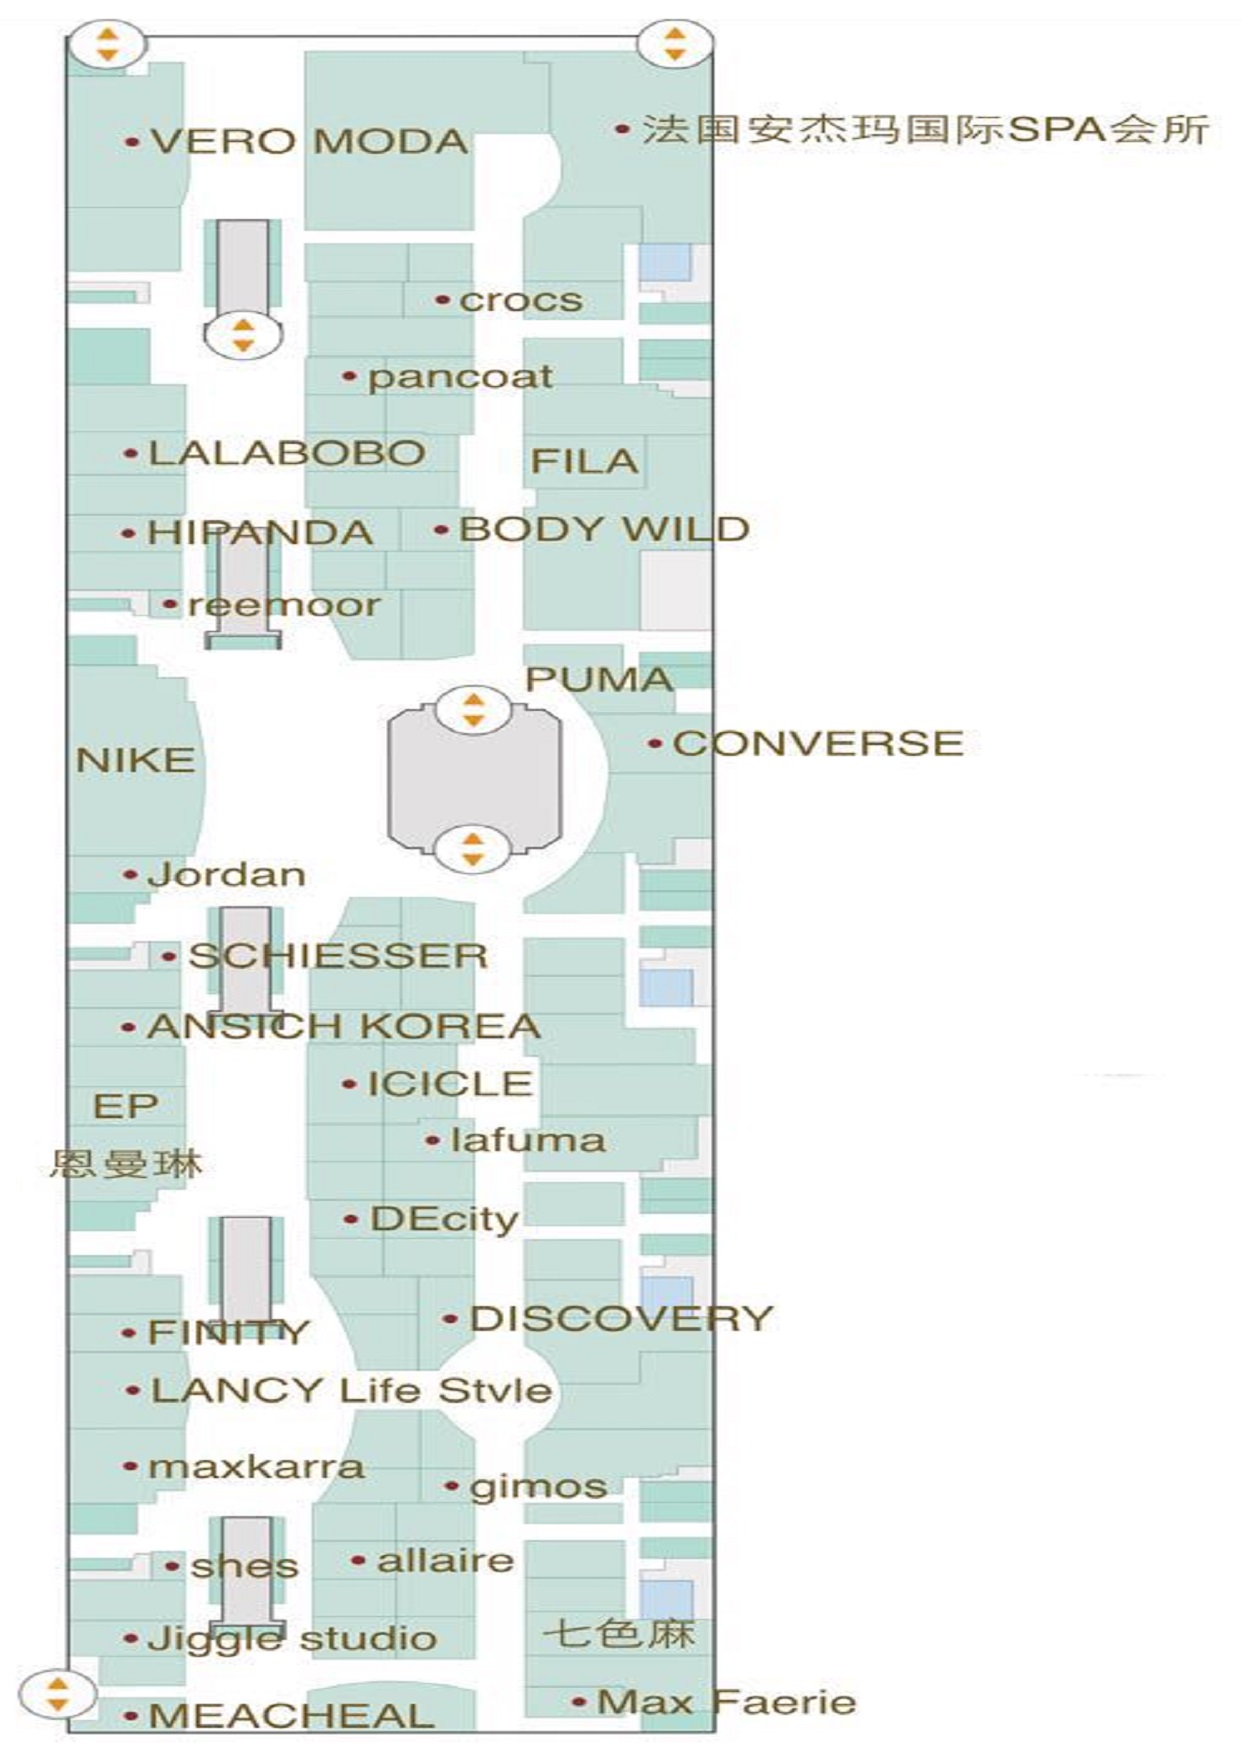 VERO MODA
法国安杰玛国际SPA会所
crocs
pancoat
LALABOBO
FILA
HIPANDA
BODY WILD
reemoor
PUMA
CONVERSE
NIKE
Jordan
SCHIESSER
ANSICH KOREA
ICICLE
EP
lafuma
恩曼琳
DEcity
DISCOVERY
FINITY
LANCY Life Stvle
maxkarra
gimos
allaire
shes
七色麻
Jiggle studio
Max Faerie
MEACHEAL